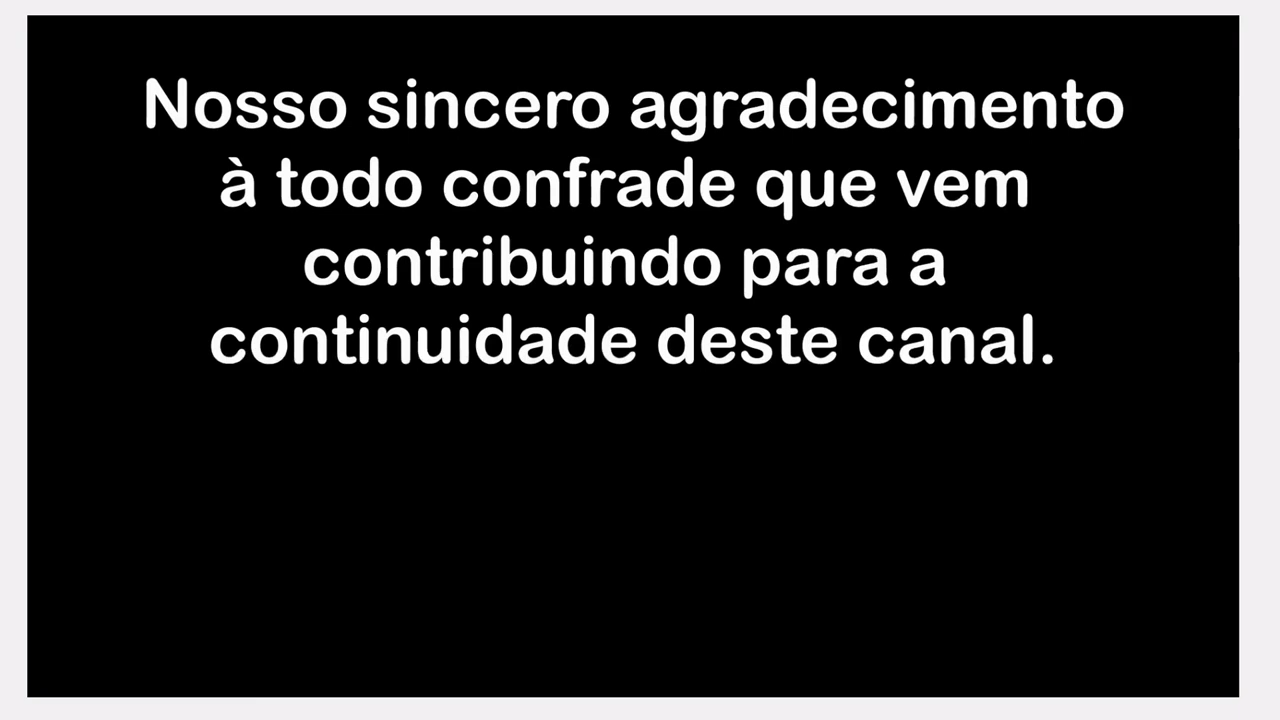 Nosso sincero agradecimento
à todo confrade que vem
contribuindo para a
continuidade deste canal.